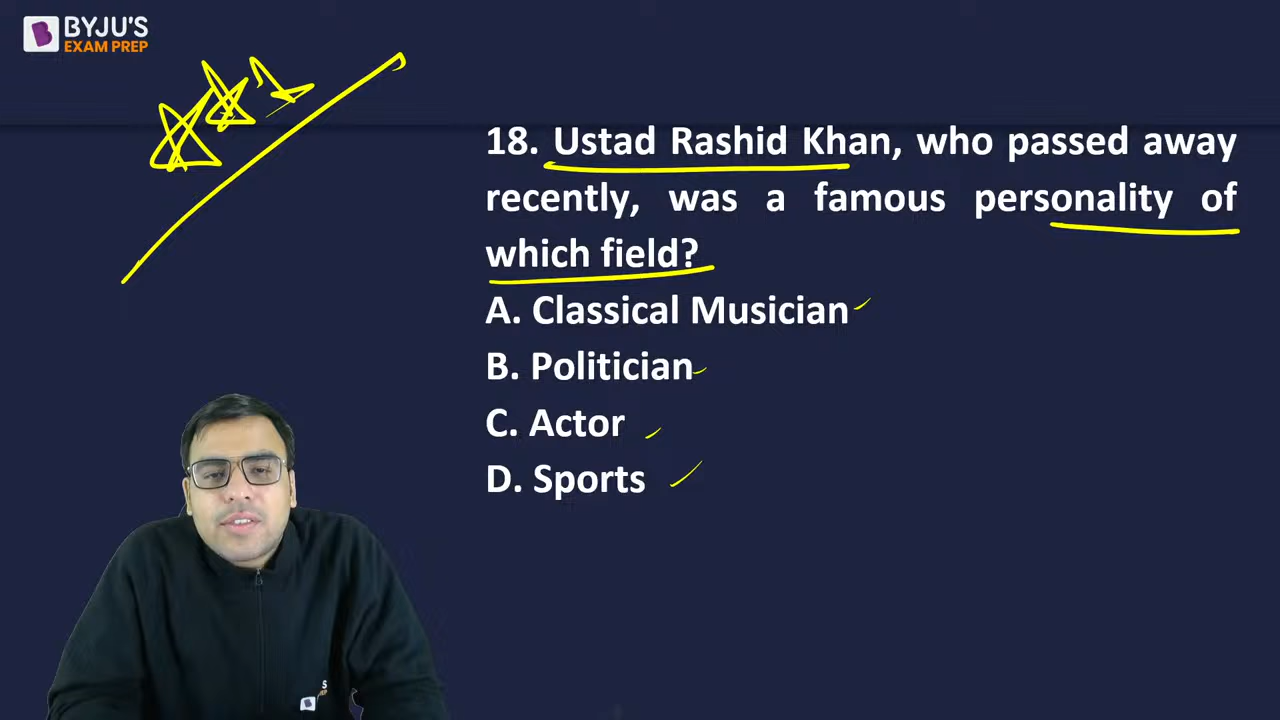 BYJU'S
EXAM PREP
18. Ustad Rashid Khan, who passed away
recently, was a famous personality of
which field?
A. Classical Musician
B. Politician
C. Actor
D. Sports